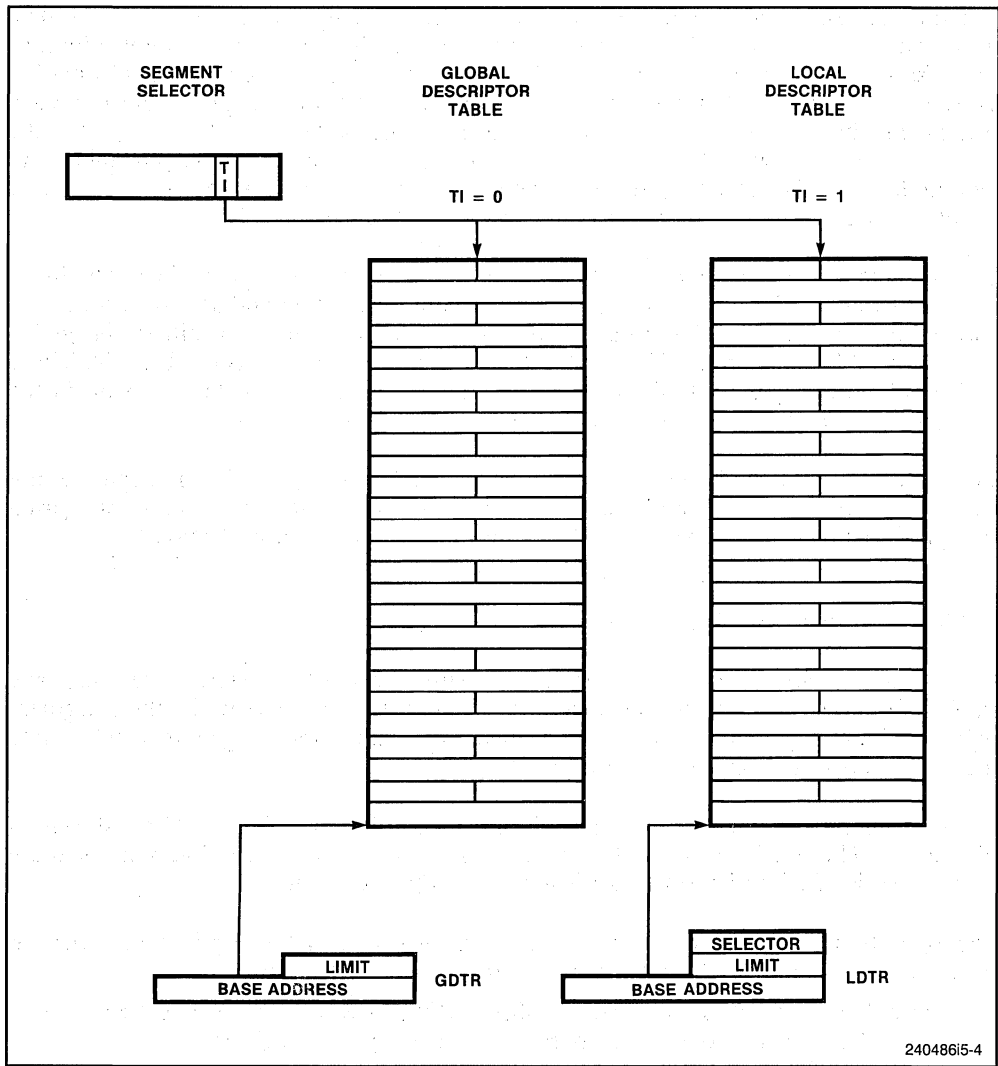 SEGMENT
SELECTOR
GLOBAL
DESCRIPTOR
TABLE
LOCAL
DESCRIPTOR
TABLE
T
I
TI = 0
TI = 1
LIMIT
BASE ADDRESS
GDTR
SELECTOR
LIMIT
BASE ADDRESS
LDTR
240486i5-4